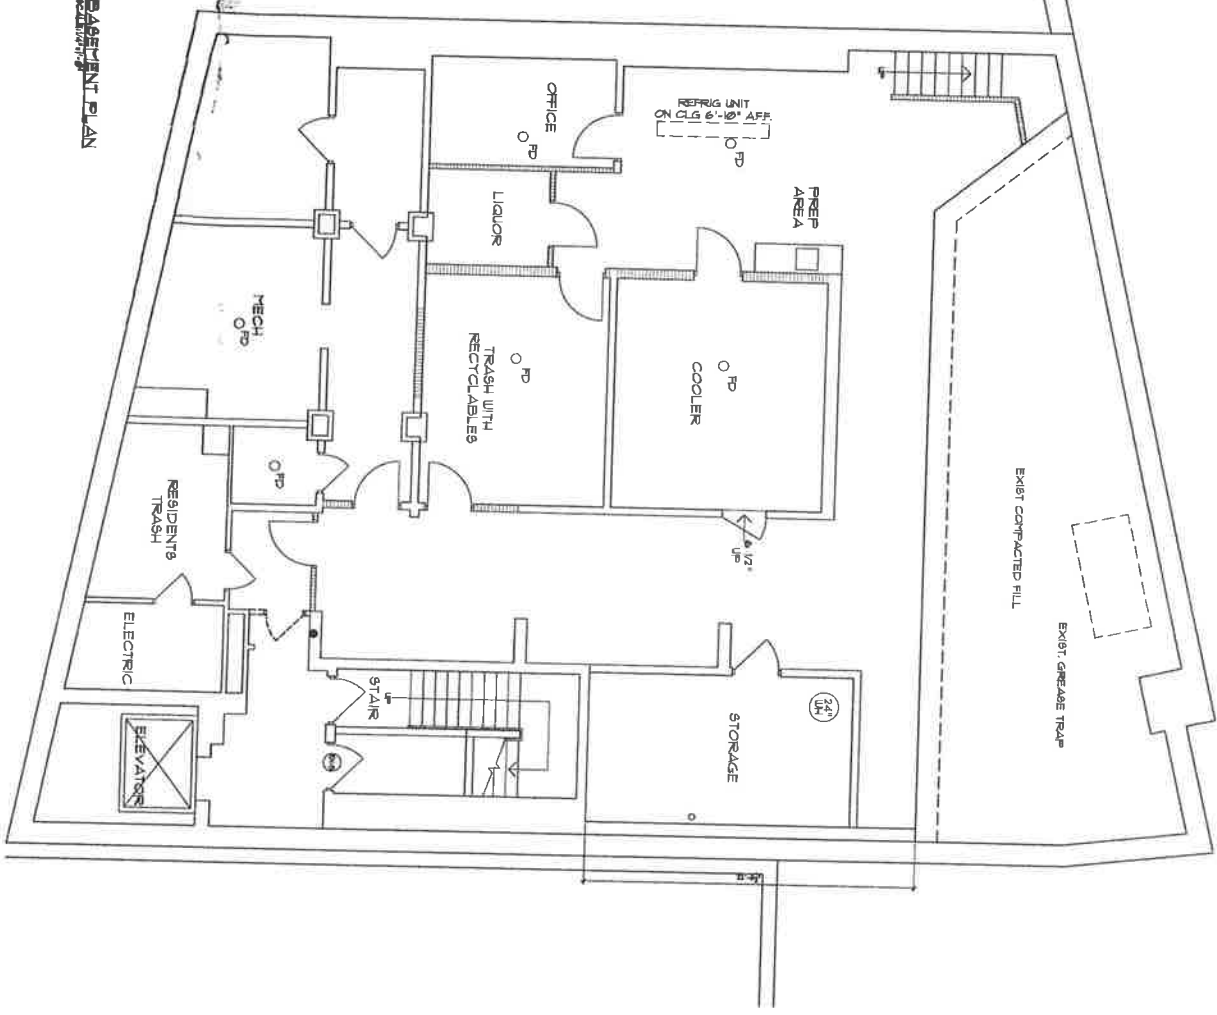 BASEMENT PLAN
OFFICE
FD
REFRIG UNIT
ON CLG 6'-10" AFF.
FD
UP
PREP
AREA
LIQUOR
MECH
FD
TRASH WITH
RECYCLABLES
FD
COOLER
FD
FD
RESIDENTS
TRASH
ELECTRIC
ELEVATOR
STAIR
UP
6 1/2"
UP
STORAGE
24"
WH
EXIST COMPACTED FILL
EXIST. GREASE TRAP